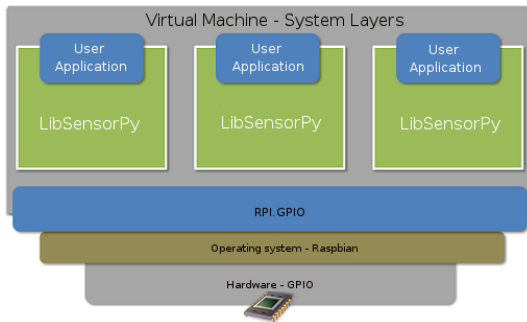 Virtual Machine - System Layers
User
Application
User
Application
User
Application
LibSensorPy
LibSensorPy
LibSensorPy
RPI.GPIO
Operating system - Raspbian
Hardware - GPIO